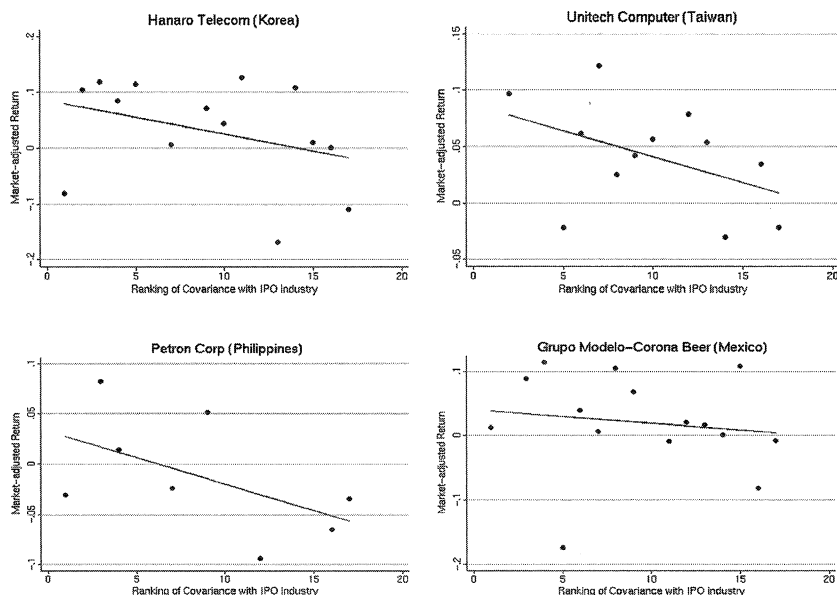 Hanaro Telecom (Korea)
Market-adjusted Return
.2
.1
0
-.1
-.2
0 5 10 15 20
Ranking of Covariance with IPO Industry
Unitech Computer (Taiwan)
Market-adjusted Return
.15
.1
.05
0
-.05
0 5 10 15 20
Ranking of Covariance with IPO Industry
Petron Corp (Philippines)
Market-adjusted Return
.1
.05
0
-.05
-.1
0 5 10 15 20
Ranking of Covariance with IPO Industry
Grupo Modelo-Corona Beer (Mexico)
Market-adjusted Return
.1
0
-.1
-.2
0 5 10 15 20
Ranking of Covariance with IPO Industry